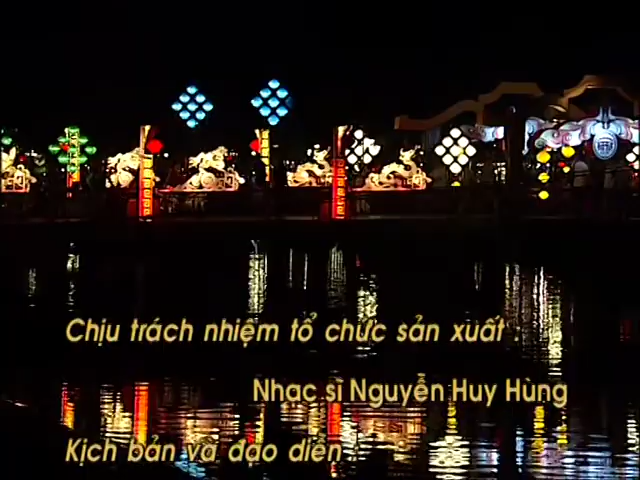 Chịu trách nhiệm tổ chức sản xuất :
Nhạc sĩ Nguyễn Huy Hùng
Kịch bản và đạo diễn :